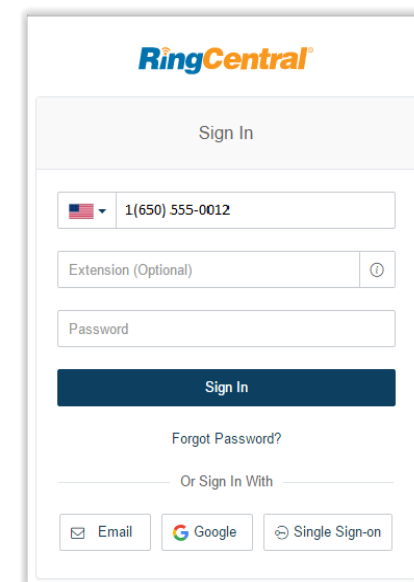 RingCentral®
Sign In
1(650) 555-0012
Extension (Optional)
Password
Sign In
Forgot Password?
Or Sign In With
Email Google Single Sign-on